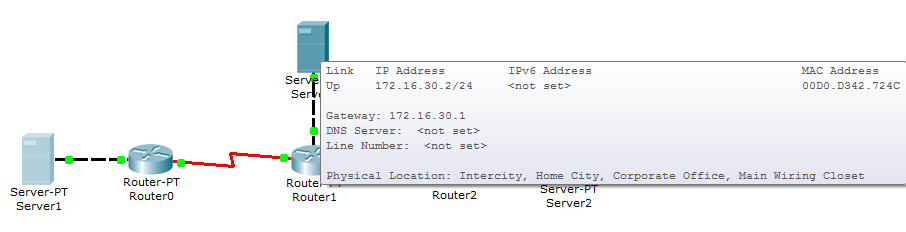 Link IP Address IPv6 Address MAC Address
Up 172.16.30.2/24 <not set> 00D0.D342.724C
Gateway: 172.16.30.1
DNS Server: <not set>
Line Number: <not set>
Physical Location: Intercity, Home City, Corporate Office, Main Wiring Closet
Server-PT
Server1
Router-PT
Router0
Router1
Router2
Server-PT
Server2